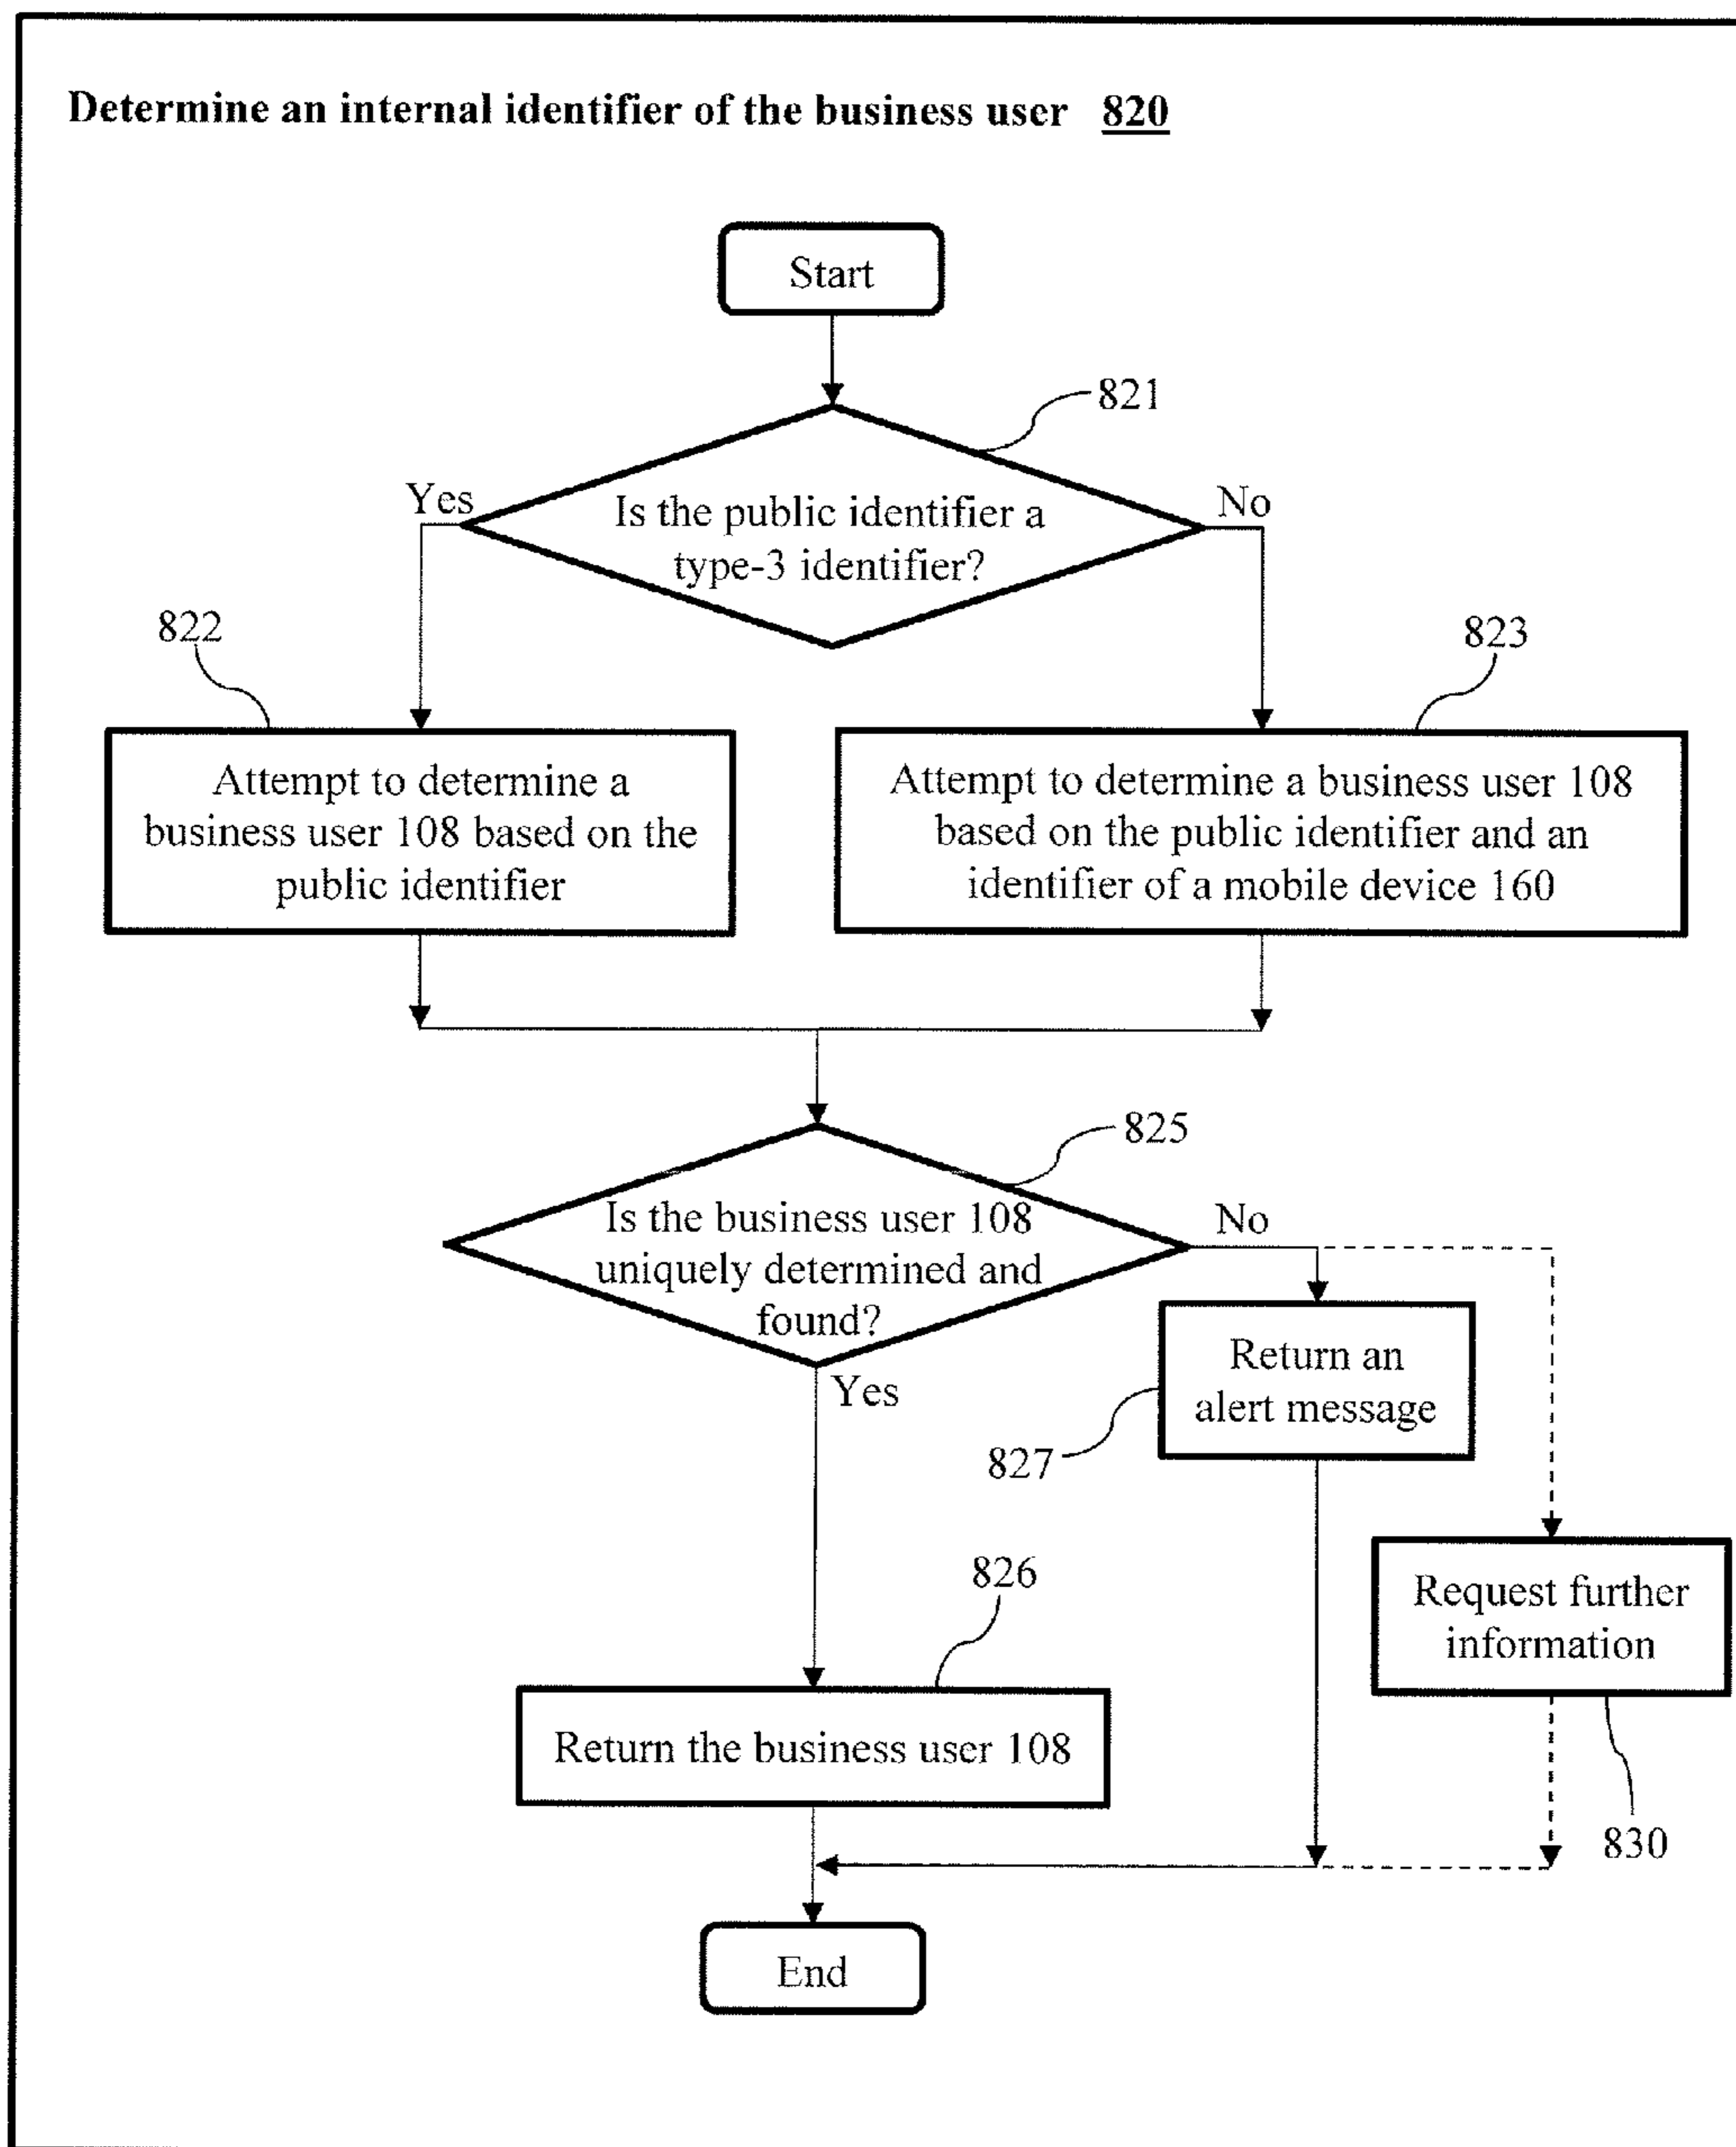 Determine an internal identifier of the business user 820
Start
821
Yes
Is the public identifier a
type-3 identifier?
No
822
823
Attempt to determine a
business user 108 based on the
public identifier
Attempt to determine a business user 108
based on the public identifier and an
identifier of a mobile device 160
825
Is the business user 108
uniquely determined and
found?
No
Yes
Return an
alert message
827
826
Request further
information
Return the business user 108
830
End